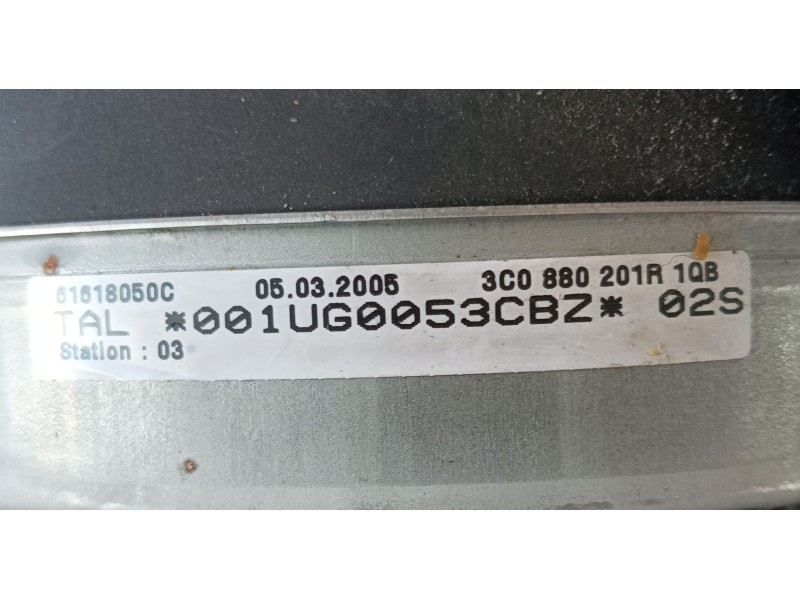 61618050C 05.03.2005 3C0 880 201R 1QB
TAL *001UG0053CBZ* 02S
Station : 03